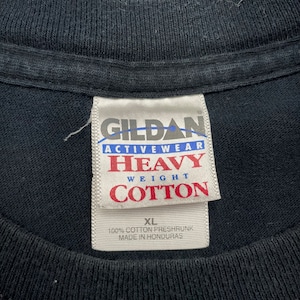 GILDAN
ACTIVEWEAR
HEAVY
WEIGHT
COTTON
XL
100% COTTON PRESHRUNK
MADE IN HONDURAS